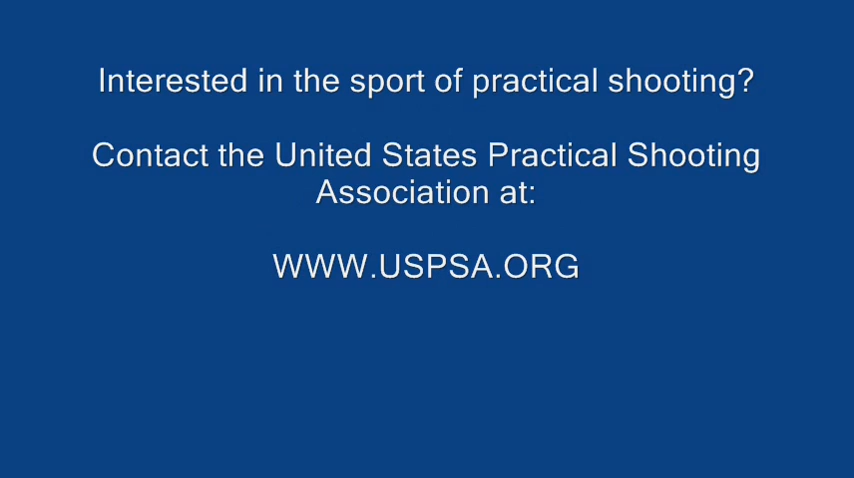 Interested in the sport of practical shooting?
Contact the United States Practical Shooting
Association at:
WWW.USPSA.ORG